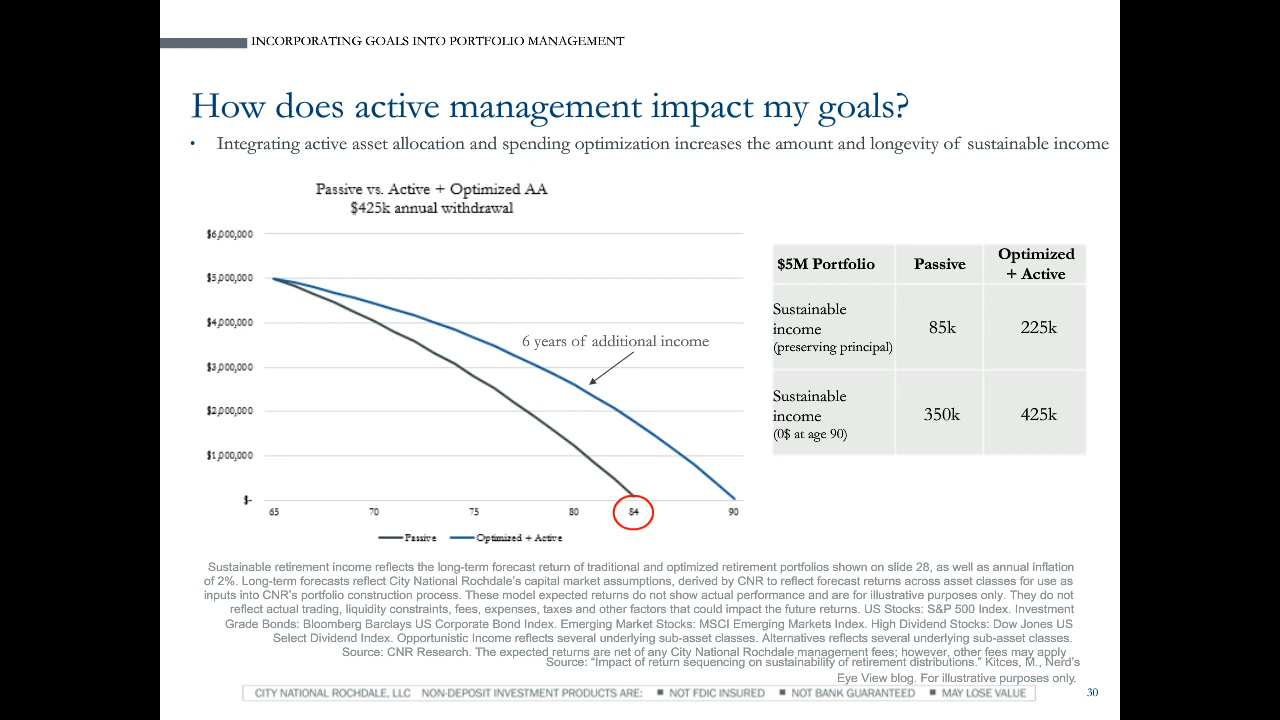 INCORPORATING GOALS INTO PORTFOLIO MANAGEMENT
How does active management impact my goals?
• Integrating active asset allocation and spending optimization increases the amount and longevity of sustainable income
Passive vs. Active + Optimized AA
$425k annual withdrawal
$6,000,000
$5,000,000
$4,000,000
$3,000,000
$2,000,000
$1,000,000
$-
6 years of additional income
65 70 75 80 84 90
Passive Optimized + Active
$5M Portfolio Passive Optimized + Active
Sustainable income (preserving principal) 85k 225k
Sustainable income (0$ at age 90) 350k 425k
Sustainable retirement income reflects the long-term forecast return of traditional and optimized retirement portfolios shown on slide 28, as well as annual inflation
of 2%. Long-term forecasts reflect City National Rochdale's capital market assumptions, derived by CNR to reflect forecast returns across asset classes for use as
inputs into CNR's portfolio construction process. These model expected returns do not show actual performance and are for illustrative purposes only. They do not
reflect actual trading, liquidity constraints, fees, expenses, taxes and other factors that could impact the future returns. US Stocks: S&P 500 Index. Investment
Grade Bonds: Bloomberg Barclays US Corporate Bond Index. Emerging Market Stocks: MSCI Emerging Markets Index. High Dividend Stocks: Dow Jones US
Select Dividend Index. Opportunistic Income reflects several underlying sub-asset classes. Alternatives reflects several underlying sub-asset classes.
Source: CNR Research. The expected returns are net of any City National Rochdale management fees; however, other fees may apply
Source: "Impact of return sequencing on sustainability of retirement distributions." Kitces, M., Nerd's
Eye View blog. For illustrative purposes only.
CITY NATIONAL ROCHDALE, LLC NON-DEPOSIT INVESTMENT PRODUCTS ARE: ■ NOT FDIC INSURED ■ NOT BANK GUARANTEED ■ MAY LOSE VALUE
30